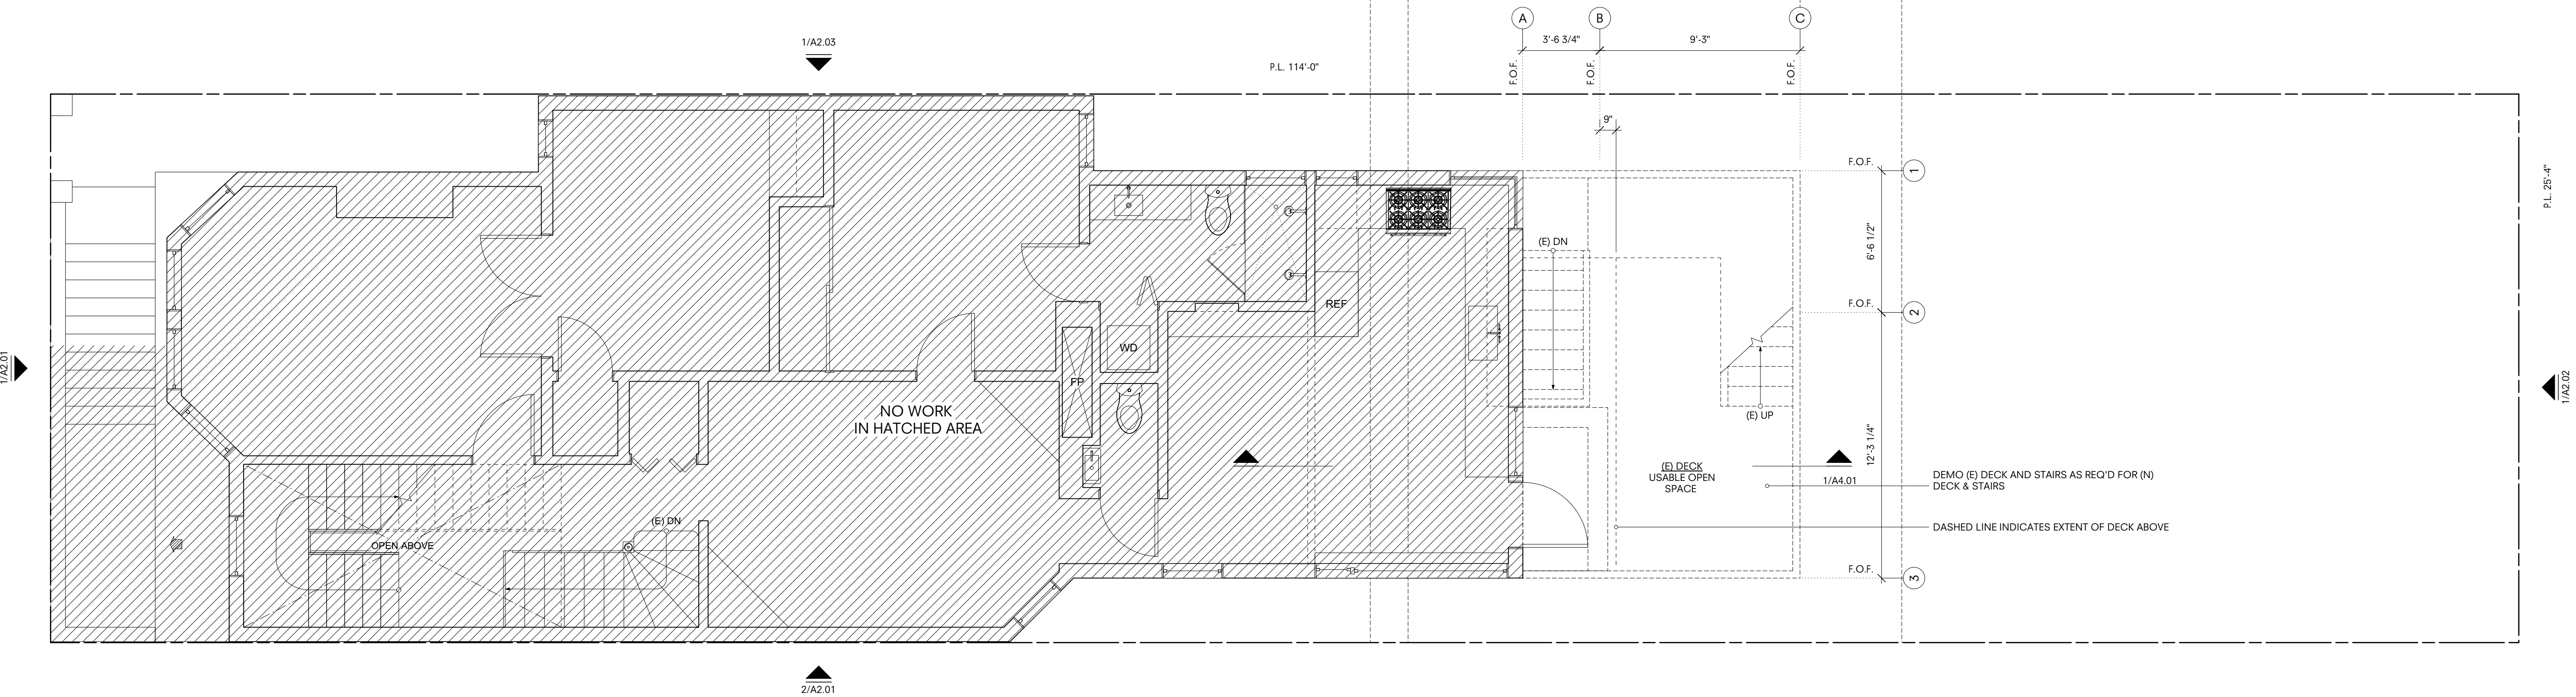 A
B
C
1/A2.03
3'-6 3/4"
9'-3"
P.L. 114'-0"
F.O.F.
F.O.F.
F.O.F.
9"
F.O.F.
1
P.L. 25'-4"
6'-6 1/2"
(E) DN
REF
F.O.F.
2
WD
1/A2.01
FP
1/A2.02
NO WORK
IN HATCHED AREA
(E) UP
12'-3 1/4"
(E) DECK
USABLE OPEN
SPACE
1/A4.01
DEMO (E) DECK AND STAIRS AS REQ'D FOR (N)
DECK & STAIRS
(E) DN
DASHED LINE INDICATES EXTENT OF DECK ABOVE
OPEN ABOVE
F.O.F.
3
2/A2.01